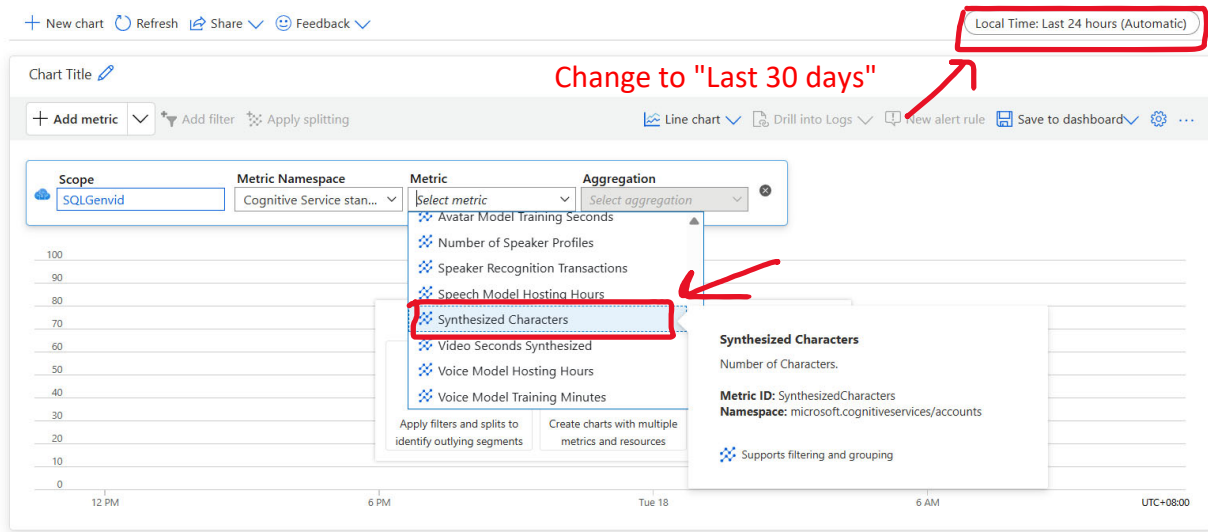 New chart Refresh Share Feedback
Local Time: Last 24 hours (Automatic)
Chart Title
Change to "Last 30 days"
Add metric Add filter Apply splitting
Line chart Drill into Logs New alert rule Save to dashboard
Scope Metric Namespace Metric Aggregation
SQLGenvid Cognitive Service stan... Select metric Select aggregation
Avatar Model Training Seconds
Number of Speaker Profiles
Speaker Recognition Transactions
Speech Model Hosting Hours
Synthesized Characters
Video Seconds Synthesized
Voice Model Hosting Hours
Voice Model Training Minutes
Synthesized Characters
Number of Characters.
Metric ID: SynthesizedCharacters
Namespace: microsoft.cognitiveservices/accounts
Supports filtering and grouping
Apply filters and splits to
identify outlying segments
Create charts with multiple
metrics and resources
100
90
80
70
60
50
40
30
20
10
0
12 PM 6 PM Tue 18 6 AM UTC+08:00